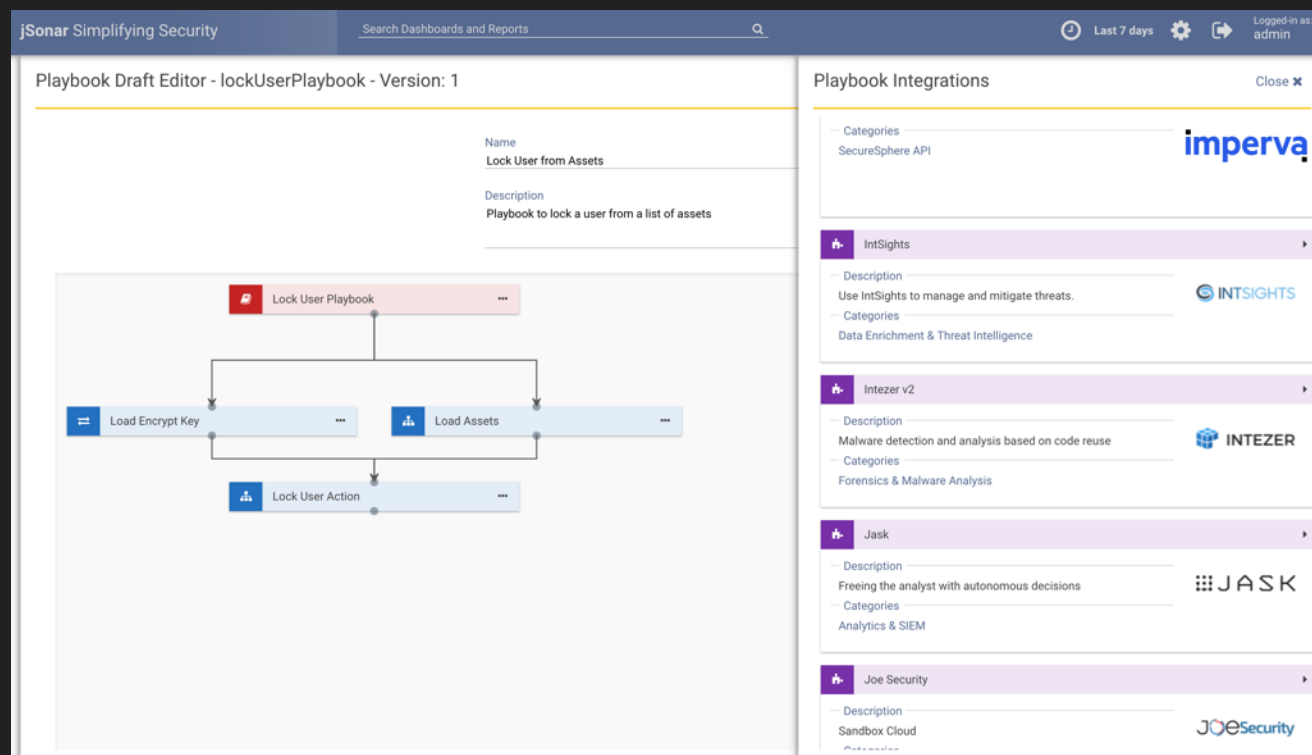 jSonar Simplifying Security
Search Dashboards and Reports
Last 7 days
Logged-in as:
admin
Playbook Draft Editor - lockUserPlaybook - Version: 1
Name
Lock User from Assets
Description
Playbook to lock a user from a list of assets
Lock User Playbook
Load Encrypt Key
Load Assets
Lock User Action
Playbook Integrations
Close ✖
Categories
SecureSphere API
imperva
IntSights
Description
Use IntSights to manage and mitigate threats.
Categories
Data Enrichment & Threat Intelligence
INTSIGHTS
Intezer v2
Description
Malware detection and analysis based on code reuse
Categories
Forensics & Malware Analysis
INTEZER
Jask
Description
Freeing the analyst with autonomous decisions
Categories
Analytics & SIEM
JASK
Joe Security
Description
Sandbox Cloud
Categories
JOESecurity